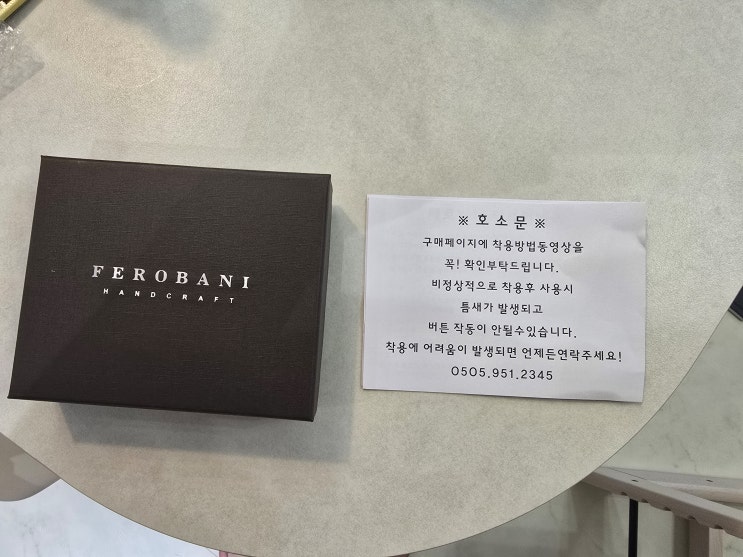 FEROBANI
HANDCRAFT
※ 호 소 문 ※
구매페이지에 착용방법동영상을
꼭! 확인부탁드립니다.
비정상적으로 착용후 사용시
틈새가 발생되고
버튼 작동이 안될수있습니다.
착용에 어려움이 발생되면 언제든연락주세요!
0505.951.2345